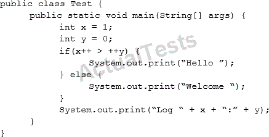 public class Test {
public static void main(String[] args) {
int x = 1;
int y = 0;
if(x++ > ++y) {
System.out.print("Hello ");
} else {
System.out.print("Welcome ");
}
System.out.print("Log " + x + ":" + y);
}
}
ActualTests